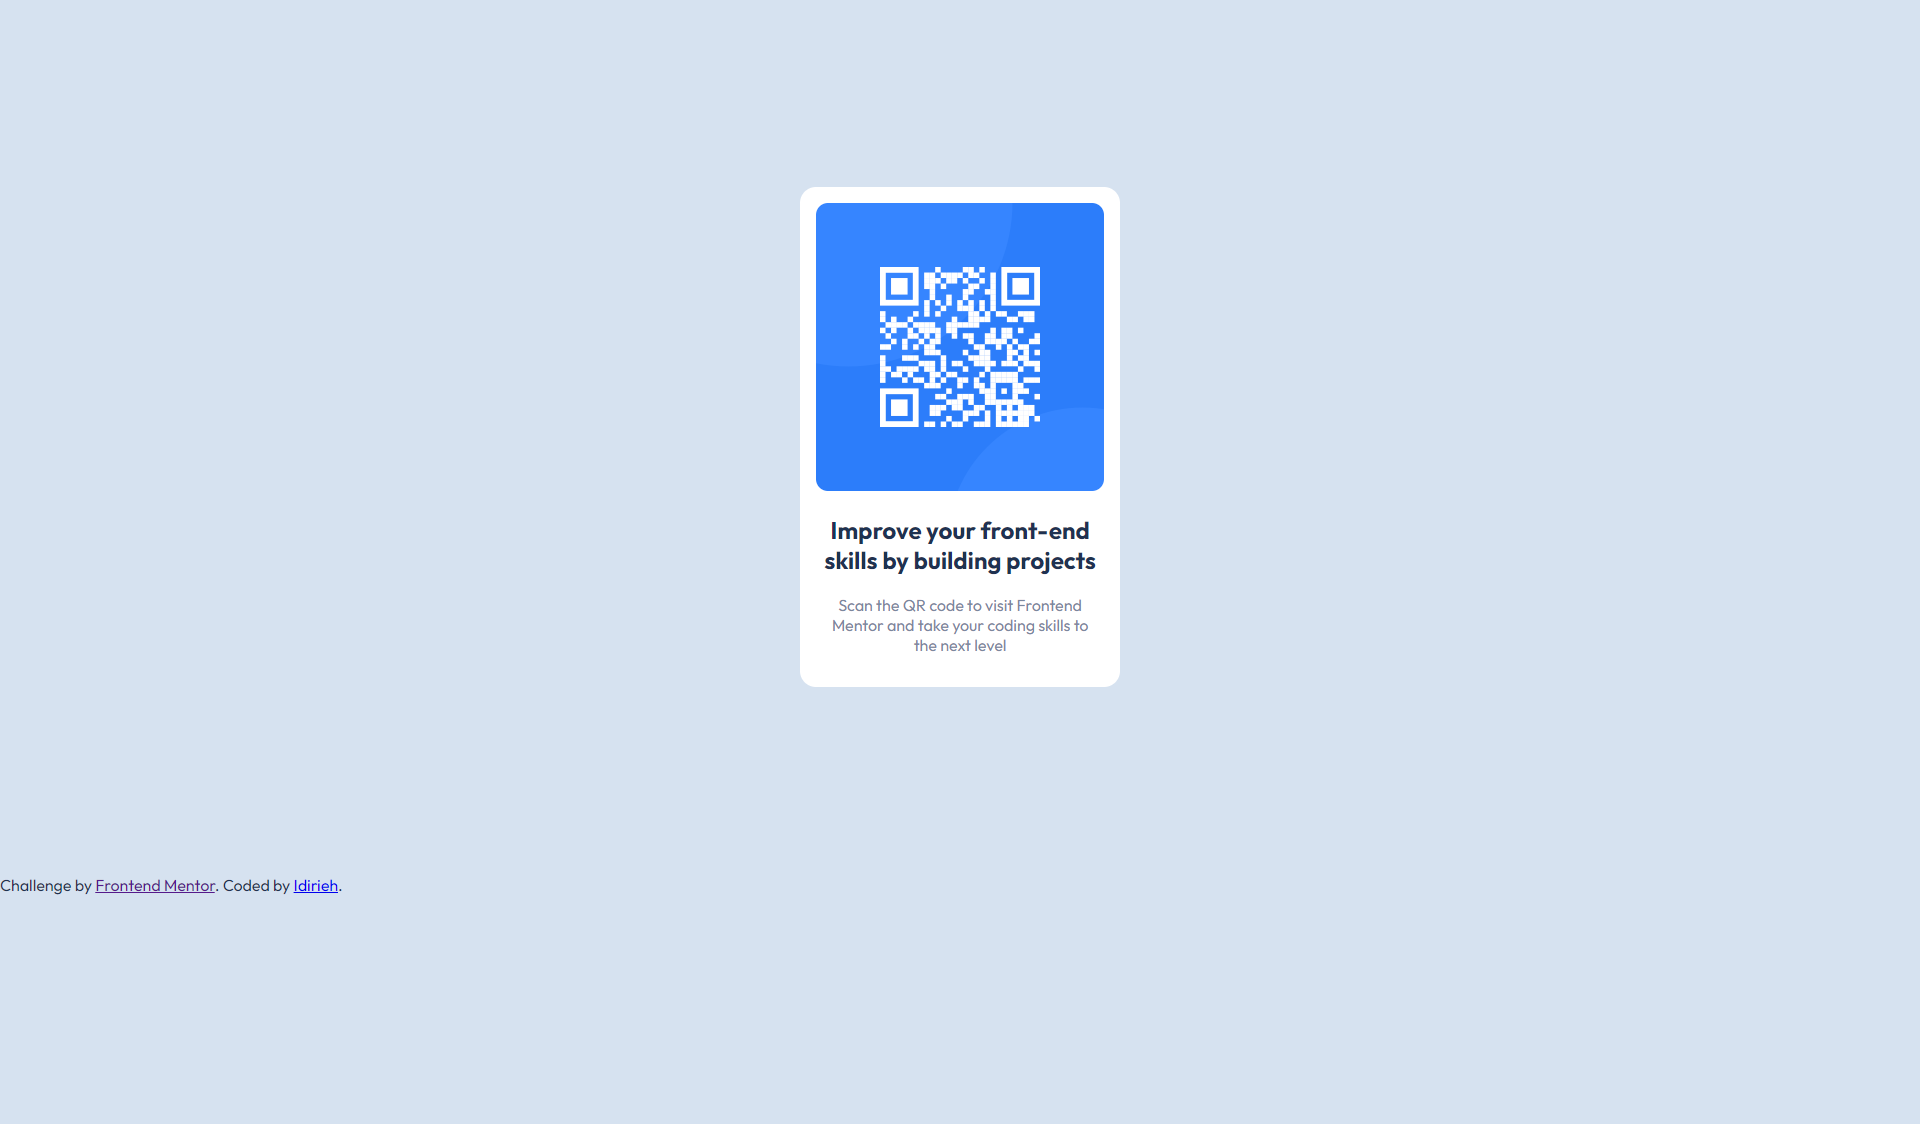 Improve your front-end
skills by building projects
Scan the QR code to visit Frontend
Mentor and take your coding skills to
the next level
Challenge by Frontend Mentor. Coded by Idirieh.